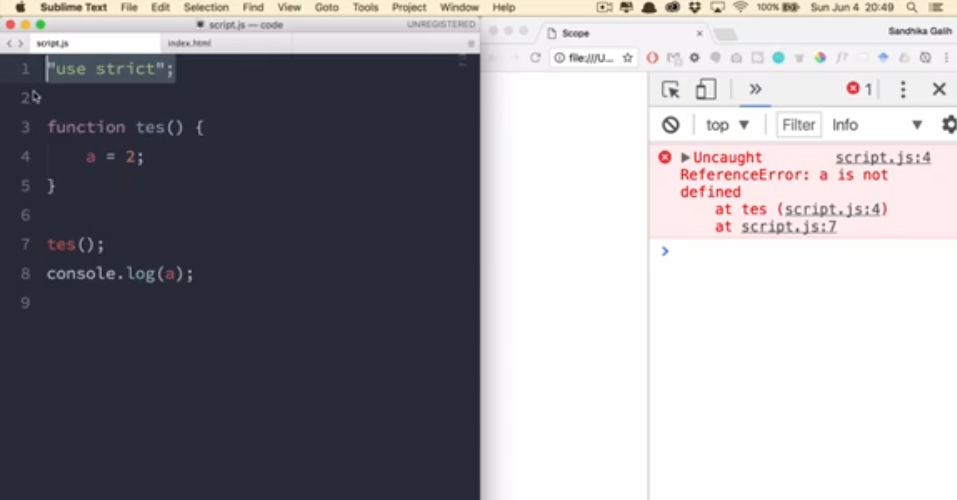 Sublime Text File Edit Selection Find View Goto Tools Project Window Help 100% Sun Jun 4 20:49
script.js — code UNREGISTERED
script.js index.html
1 "use strict";
2
3 function tes() {
4 a = 2;
5 }
6
7 tes();
8 console.log(a);
9
Scope Sandhika Galih
file:///U...
1
top Filter Info
Uncaught script.js:4
ReferenceError: a is not
defined
at tes (script.js:4)
at script.js:7